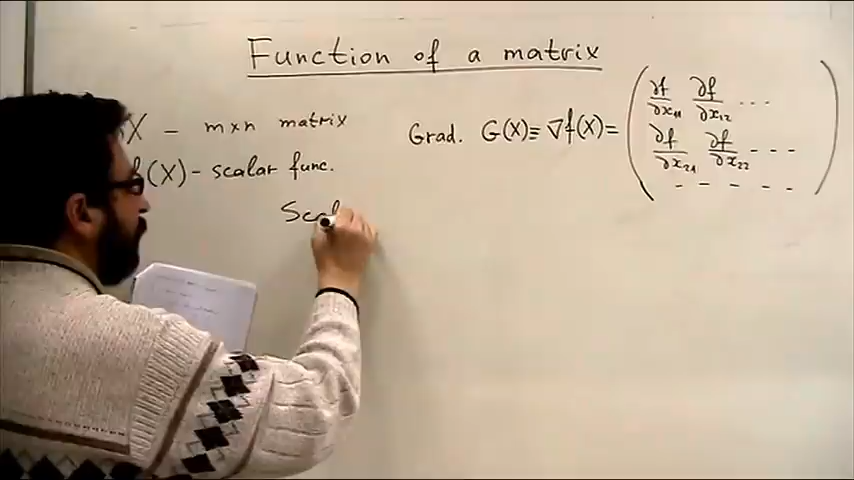 Function of a matrix
X - m×n matrix
f(X) - scalar func.
Grad. G(X) ≡ ∇f(X) = ( ∂f/∂x₁₁ ∂f/∂x₁₂ ...
∂f/∂x₂₁ ∂f/∂x₂₂ - - -
- - - - - )
Scal